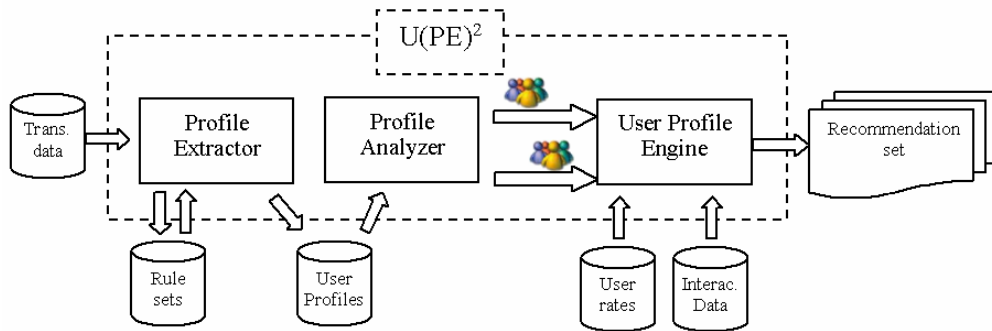 U(PE)²
Trans.
data
Profile
Extractor
Profile
Analyzer
User Profile
Engine
Recommendation
set
Rule
sets
User
Profiles
User
rates
Interac.
Data